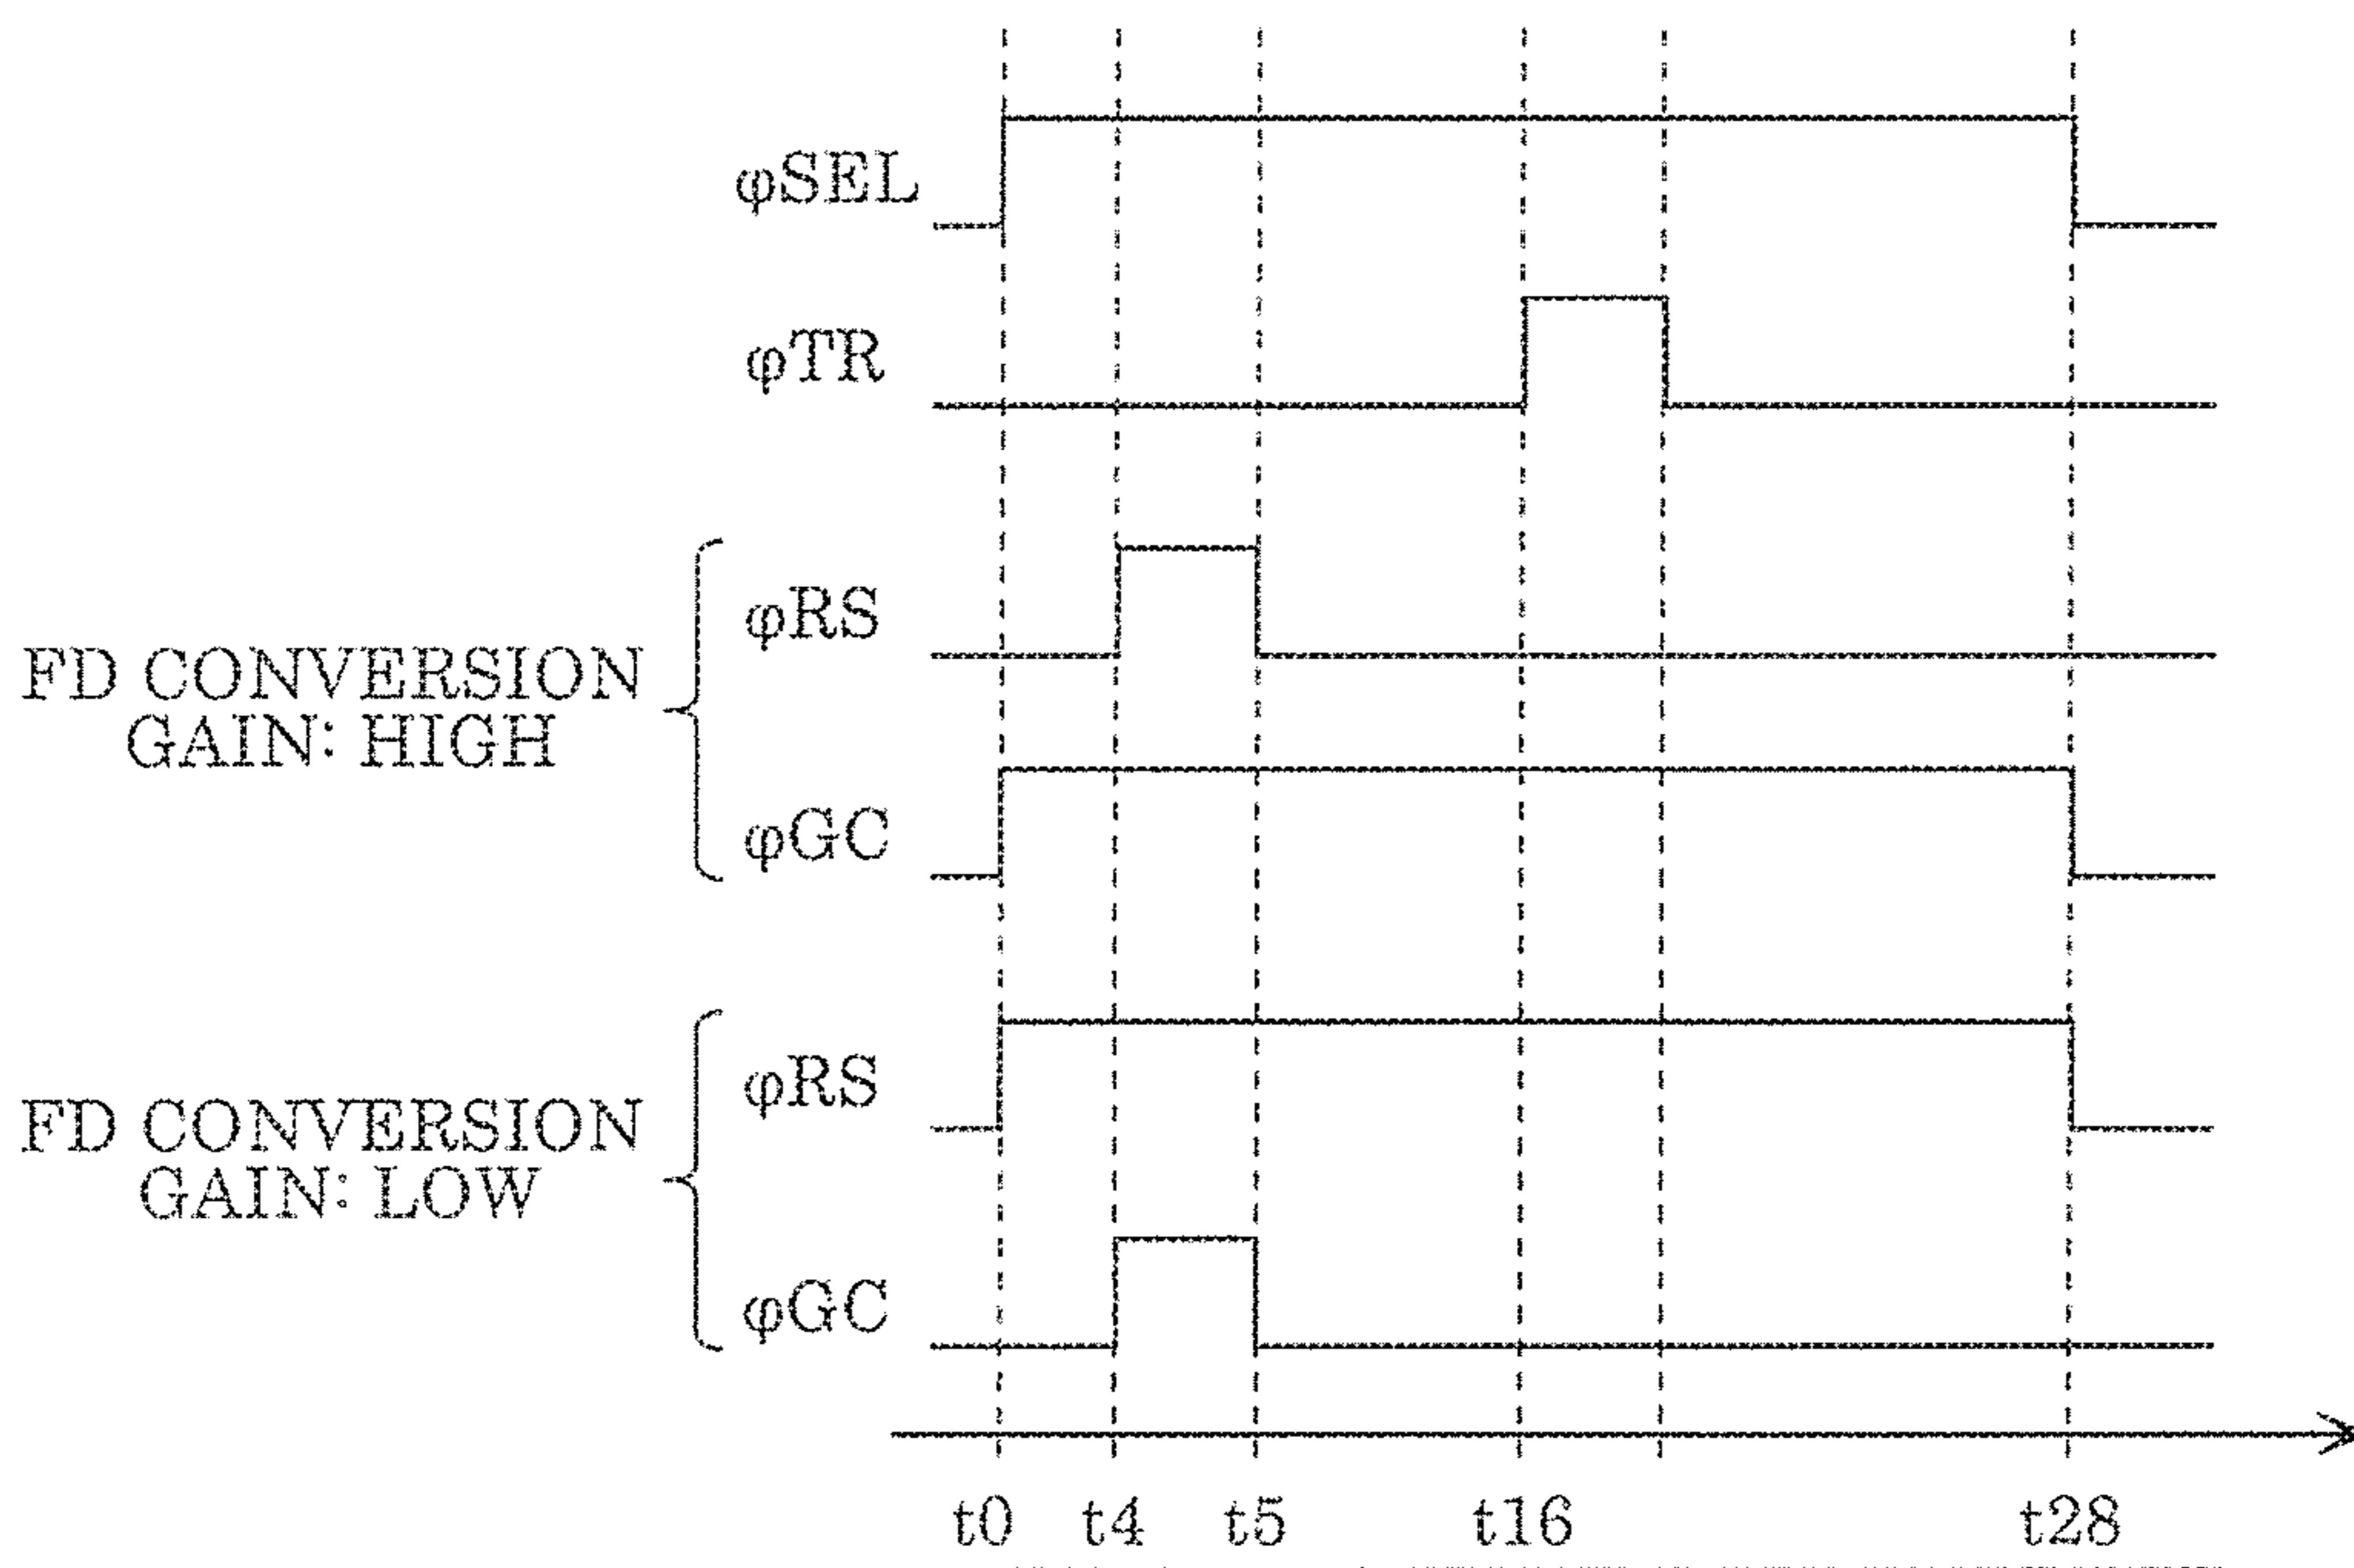 φSEL
φTR
φRS
FD CONVERSION
GAIN: HIGH
φGC
φRS
FD CONVERSION
GAIN: LOW
φGC
t0 t4 t5 t16 t28